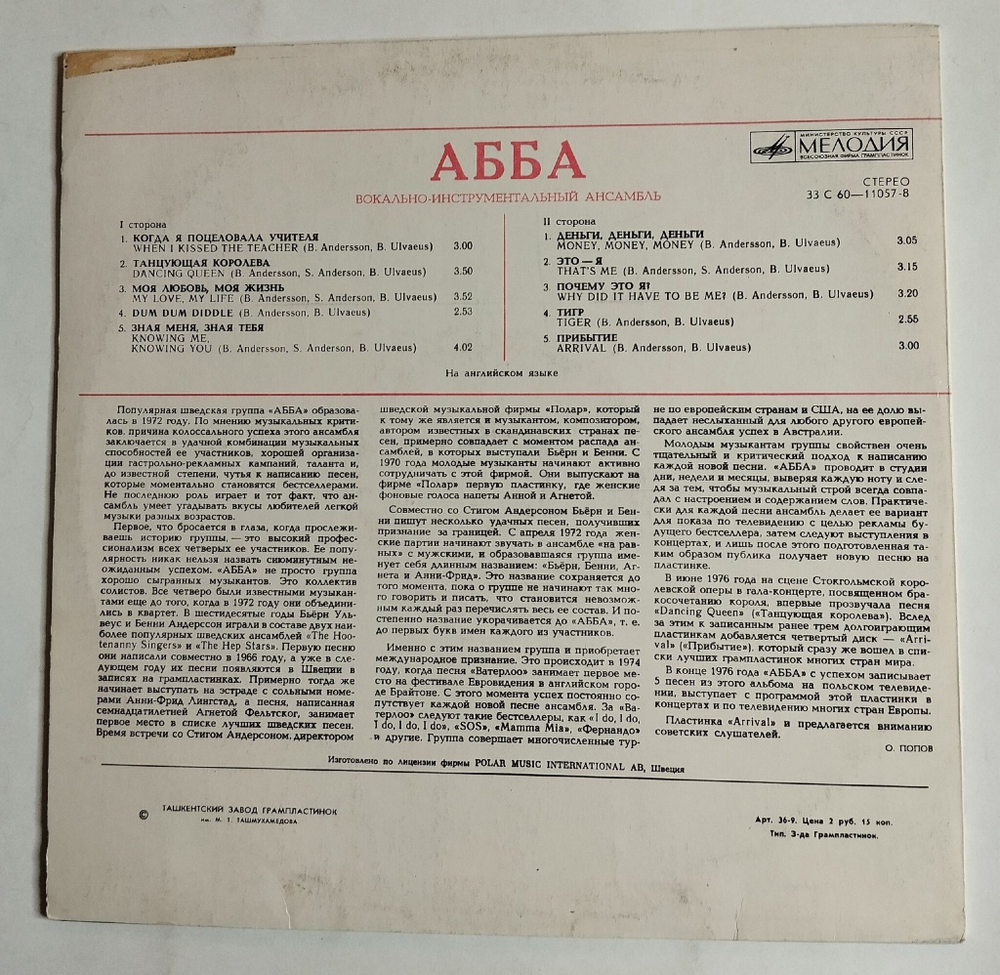 АББА
ВОКАЛЬНО-ИНСТРУМЕНТАЛЬНЫЙ АНСАМБЛЬ
МИНИСТЕРСТВО КУЛЬТУРЫ СССР
МЕЛОДИЯ
ВСЕСОЮЗНАЯ ФИРМА ГРАМПЛАСТИНОК
СТЕРЕО
33 С 60—11057-8
I сторона
1. КОГДА Я ПОЦЕЛОВАЛА УЧИТЕЛЯ
WHEN I KISSED THE TEACHER (B. Andersson, B. Ulvaeus) 3.00
2. ТАНЦУЮЩАЯ КОРОЛЕВА
DANCING QUEEN (B. Andersson, S. Anderson, B. Ulvaeus) 3.50
3. МОЯ ЛЮБОВЬ, МОЯ ЖИЗНЬ
MY LOVE, MY LIFE (B. Andersson, S. Anderson, B. Ulvaeus) 3.52
4. DUM DUM DIDDLE (B. Andersson, B. Ulvaeus) 2.53
5. ЗНАЯ МЕНЯ, ЗНАЯ ТЕБЯ
KNOWING ME,
KNOWING YOU (B. Andersson, S. Anderson, B. Ulvaeus) 4.02
II сторона
1. ДЕНЬГИ, ДЕНЬГИ, ДЕНЬГИ
MONEY, MONEY, MONEY (B. Andersson, B. Ulvaeus) 3.05
2. ЭТО — Я
THAT'S ME (B. Andersson, S. Anderson, B. Ulvaeus) 3.15
3. ПОЧЕМУ ЭТО Я?
WHY DID IT HAVE TO BE ME? (B. Andersson, B. Ulvaeus) 3.20
4. ТИГР
TIGER (B. Andersson, B. Ulvaeus) 2.55
5. ПРИБЫТИЕ
ARRIVAL (B. Andersson, B. Ulvaeus) 3.00
На английском языке
Популярная шведская группа «АББА» образова-
лась в 1972 году. По мнению музыкальных крити-
ков, причина колоссального успеха этого ансамбля
заключается в удачной комбинации музыкальных
способностей ее участников, хорошей организа-
ции гастрольно-рекламных кампаний, таланта и,
до известной степени, чутья к написанию песен,
которые моментально становятся бестселлерами.
Не последнюю роль играет и тот факт, что ан-
самбль умеет угадывать вкусы любителей легкой
музыки разных возрастов.
Первое, что бросается в глаза, когда прослежи-
ваешь историю группы, — это высокий профес-
сионализм всех четверых ее участников. Ее попу-
лярность никак нельзя назвать сиюминутным не-
ожиданным успехом. «АББА» не просто группа
хорошо сыгранных музыкантов. Это коллектив
солистов. Все четверо были известными музыкан-
тами еще до того, когда в 1972 году они объедини-
лись в квартет. В шестидесятые годы Бьёрн Уль-
веус и Бенни Андерссон играли в составе двух наи-
более популярных шведских ансамблей «The Hoo-
tenanny Singers» и «The Hep Stars». Первую песню
они написали совместно в 1966 году, а уже в сле-
дующем году их песни появляются в Швеции в
записях на грампластинках. Примерно тогда же
начинает выступать на эстраде с сольными номе-
рами Анни-Фрид Лингстад, а песня, написанная
семнадцатилетней Агнетой Фельтског, занимает
первое место в списке лучших шведских песен.
Время встречи со Стигом Андерсоном, директором
шведской музыкальной фирмы «Полар», который
к тому же является и музыкантом, композитором,
автором известных в скандинавских странах пе-
сен, примерно совпадает с моментом распада ан-
самблей, в которых выступали Бьёрн и Бенни. С
1970 года молодые музыканты начинают активно
сотрудничать с этой фирмой. Они выпускают на
фирме «Полар» первую пластинку, где женские
фоновые голоса напеты Анной и Агнетой.
Совместно со Стигом Андерсоном Бьёрн и Бен-
ни пишут несколько удачных песен, получивших
признание за границей. С апреля 1972 года жен-
ские партии начинают звучать в ансамбле «на рав-
ных» с мужскими, и образовавшаяся группа име-
нует себя длинным названием: «Бьёрн, Бенни, Аг-
нета и Анни-Фрид». Это название сохраняется до
того момента, пока о группе не начинают так мно-
го говорить и писать, что становится невозмож-
ным каждый раз перечислять весь ее состав. И по-
степенно название укорачивается до «АББА», т. е.
до первых букв имен каждого из участников.
Именно с этим названием группа и приобретает
международное признание. Это происходит в 1974
году, когда песня «Ватерлоо» занимает первое ме-
сто на фестивале Евровидения в английском горо-
де Брайтоне. С этого момента успех постоянно со-
путствует каждой новой песне ансамбля. За «Ва-
терлоо» следуют такие бестселлеры, как «I do, I do,
I do, I do, I do», «SOS», «Mamma Mia», «Фернандо»
и другие. Группа совершает многочисленные тур-
не по европейским странам и США, на ее долю вы-
падает неслыханный для любого другого европей-
ского ансамбля успех в Австралии.
Молодым музыкантам группы свойствен очень
тщательный и критический подход к написанию
каждой новой песни. «АББА» проводит в студии
дни, недели и месяцы, выверяя каждую ноту и сле-
дя за тем, чтобы музыкальный строй всегда совпа-
дал с настроением и содержанием слов. Практиче-
ски для каждой песни ансамбль делает ее вариант
для показа по телевидению с целью рекламы бу-
дущего бестселлера, затем следуют выступления в
концертах, и лишь после этого подготовленная та-
ким образом публика получает новую песню на
пластинке.
В июне 1976 года на сцене Стокгольмской коро-
левской оперы в гала-концерте, посвященном бра-
косочетанию короля, впервые прозвучала песня
«Dancing Queen» («Танцующая королева»). Вслед
за этим к записанным ранее трем долгоиграющим
пластинкам добавляется четвертый диск — «Arri-
val» («Прибытие»), который сразу же вошел в спи-
ски лучших грампластинок многих стран мира.
В конце 1976 года «АББА» с успехом записывает
5 песен из этого альбома на польском телевиде-
нии, выступает с программой этой пластинки в
концертах и по телевидению многих стран Европы.
Пластинка «Arrival» и предлагается вниманию
советских слушателей.
О. ПОПОВ
Изготовлено по лицензии фирмы POLAR MUSIC INTERNATIONAL AB, Швеция
© ТАШКЕНТСКИЙ ЗАВОД ГРАМПЛАСТИНОК
им. М. Т. ТАШМУХАМЕДОВА
Арт. 36-9. Цена 2 руб. 15 коп.
Тип. З-да Грампластинок.